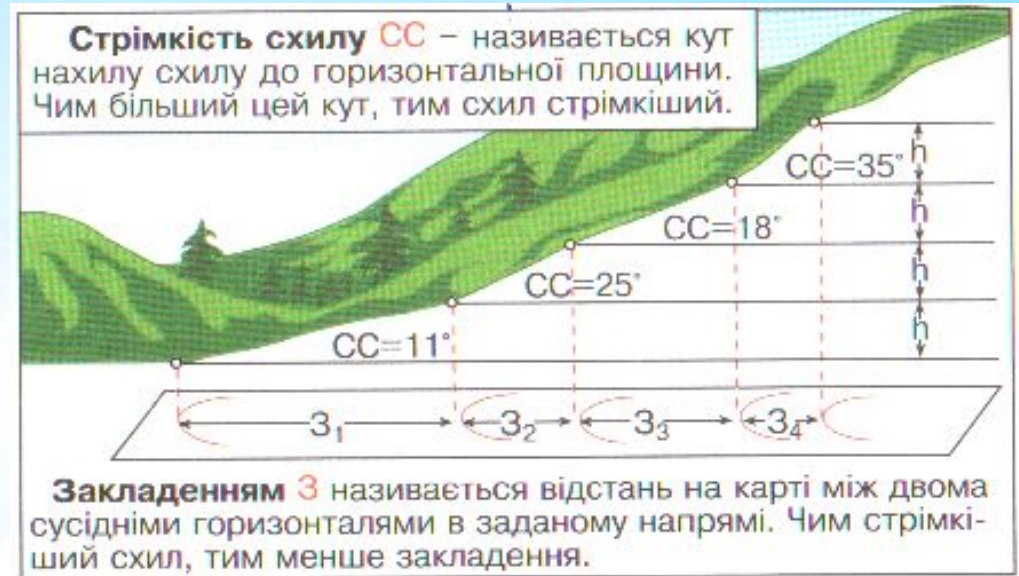 Стрімкість схилу СС – називається кут
нахилу схилу до горизонтальної площини.
Чим більший цей кут, тим схил стрімкіший.
СС=35° h
СС=18° h
СС=25° h
СС=11° h
З₁ З₂ З₃ З₄
Закладенням З називається відстань на карті між двома
сусідніми горизонталями в заданому напрямі. Чим стрімкі-
ший схил, тим менше закладення.